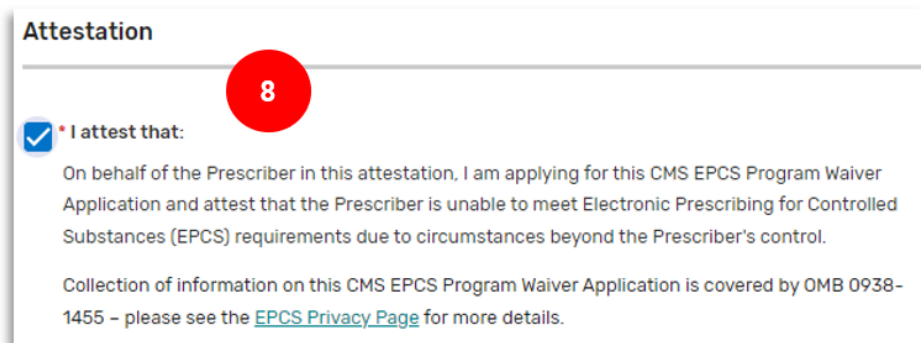 Attestation
8
* I attest that:
On behalf of the Prescriber in this attestation, I am applying for this CMS EPCS Program Waiver
Application and attest that the Prescriber is unable to meet Electronic Prescribing for Controlled
Substances (EPCS) requirements due to circumstances beyond the Prescriber's control.
Collection of information on this CMS EPCS Program Waiver Application is covered by OMB 0938-
1455 – please see the EPCS Privacy Page for more details.